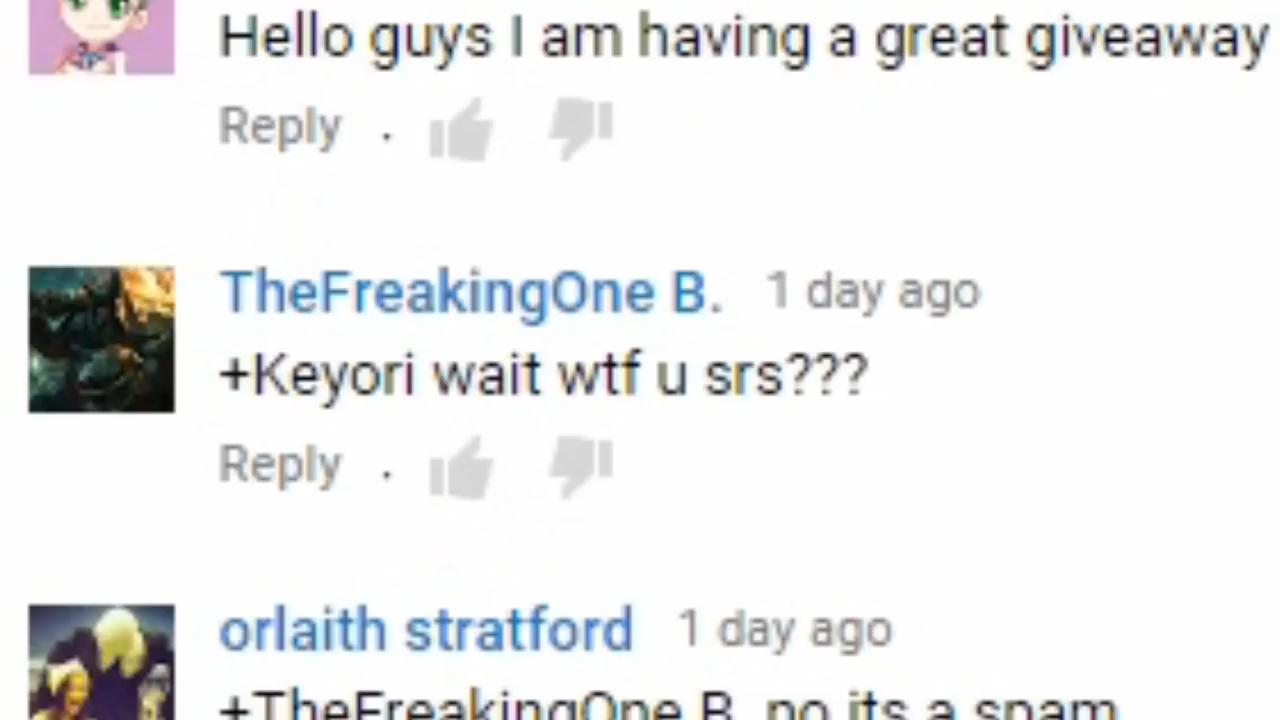 Hello guys I am having a great giveaway
Reply .
TheFreakingOne B. 1 day ago
+Keyori wait wtf u srs???
Reply .
orlaith stratford 1 day ago
+TheFreakingOne B. no its a spam